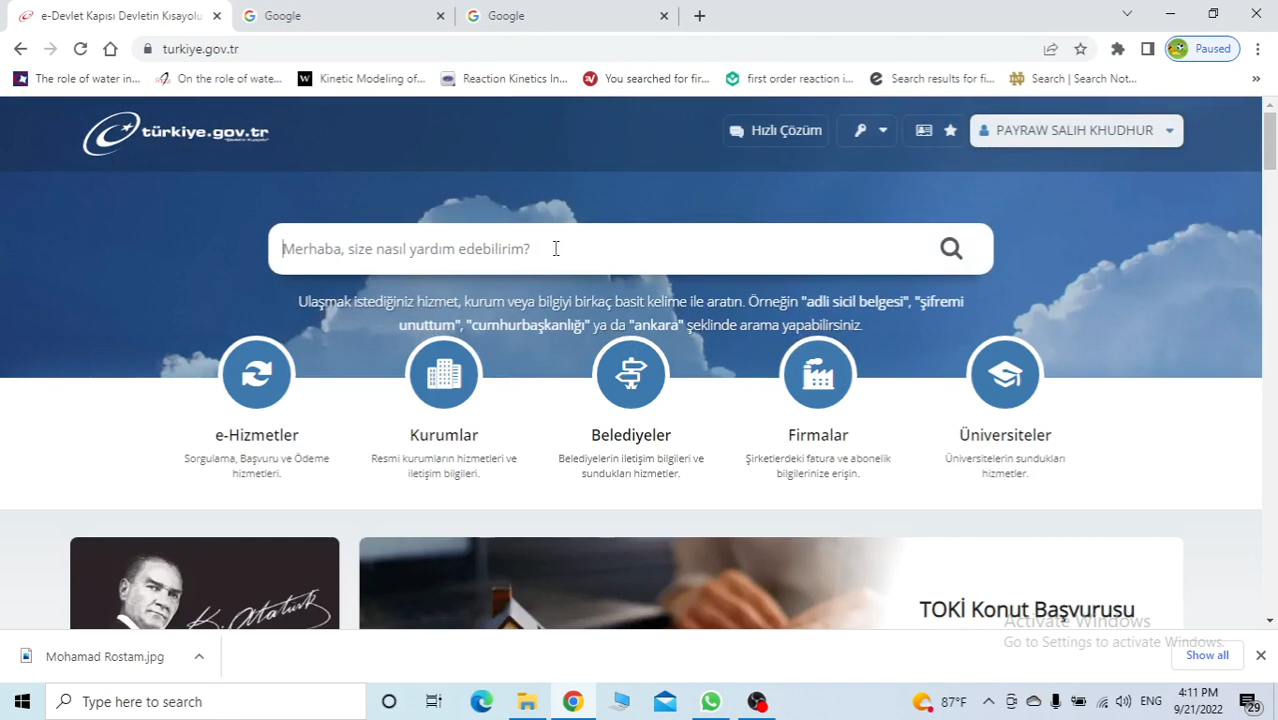 e-Devlet Kapısı Devletin Kısayolu
Google
Google
turkiye.gov.tr
Paused
The role of water in...
On the role of wate...
Kinetic Modeling of...
Reaction Kinetics In...
You searched for fir...
first order reaction i...
Search results for fi...
Search | Search Not...
türkiye.gov.tr
Hızlı Çözüm
PAYRAW SALIH KHUDHUR
Merhaba, size nasıl yardım edebilirim?
Ulaşmak istediğiniz hizmet, kurum veya bilgiyi birkaç basit kelime ile aratın. Örneğin "adli sicil belgesi", "şifremi
unuttum", "cumhurbaşkanlığı" ya da "ankara" şeklinde arama yapabilirsiniz.
e-Hizmetler
Kurumlar
Belediyeler
Firmalar
Üniversiteler
Sorgulama, Başvuru ve Ödeme
hizmetleri.
Resmi kurumların hizmetleri ve
iletişim bilgileri.
Belediyelerin iletişim bilgileri ve
sundukları hizmetler.
Şirketlerdeki fatura ve abonelik
bilgilerinize erişin.
Üniversitelerin sundukları
hizmetler.
K. Atatürk
TOKİ Konut Başvurusu
Activate Windows
Go to Settings to activate Windows.
Mohamad Rostam.jpg
Show all
Type here to search
87°F
ENG
4:11 PM
9/21/2022
29